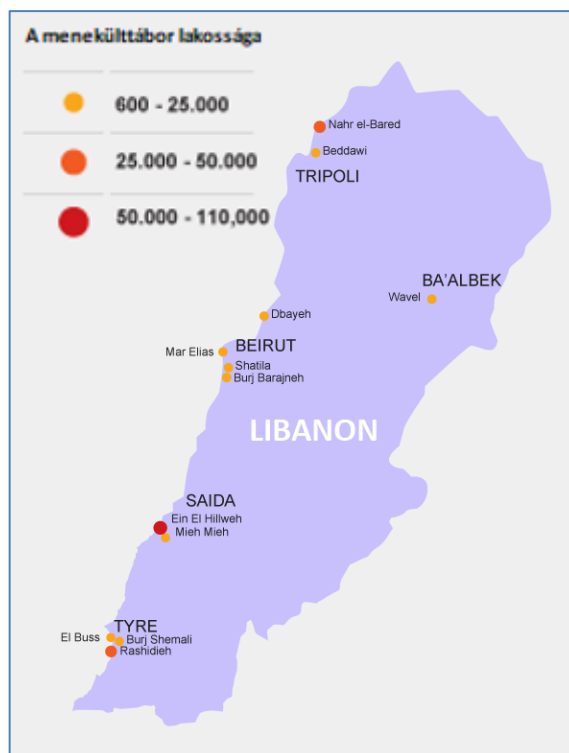 A menekülttábor lakossága
600 - 25.000
25.000 - 50.000
50.000 - 110,000
Nahr el-Bared
Beddawi
TRIPOLI
BA'ALBEK
Wavel
Dbayeh
BEIRUT
Mar Elias
Shatila
Burj Barajneh
LIBANON
SAIDA
Ein El Hillweh
Mieh Mieh
TYRE
El Buss
Burj Shemali
Rashidieh